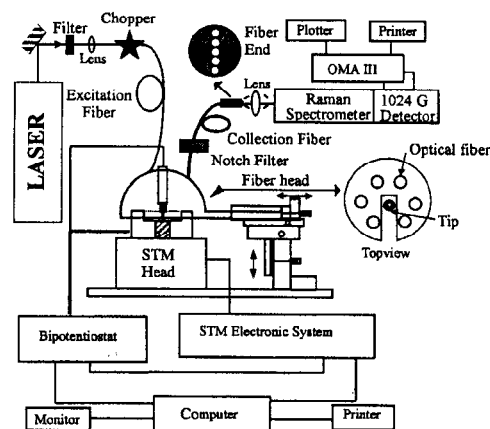 Chopper
Filter
Lens
LASER
Excitation
Fiber
Fiber
End
Lens
Plotter
Printer
OMA III
Raman
Spectrometer
1024 G
Detector
Collection Fiber
Notch Filter
Fiber head
Optical fiber
Tip
Topview
STM
Head
Bipotentiostat
STM Electronic System
Monitor
Computer
Printer